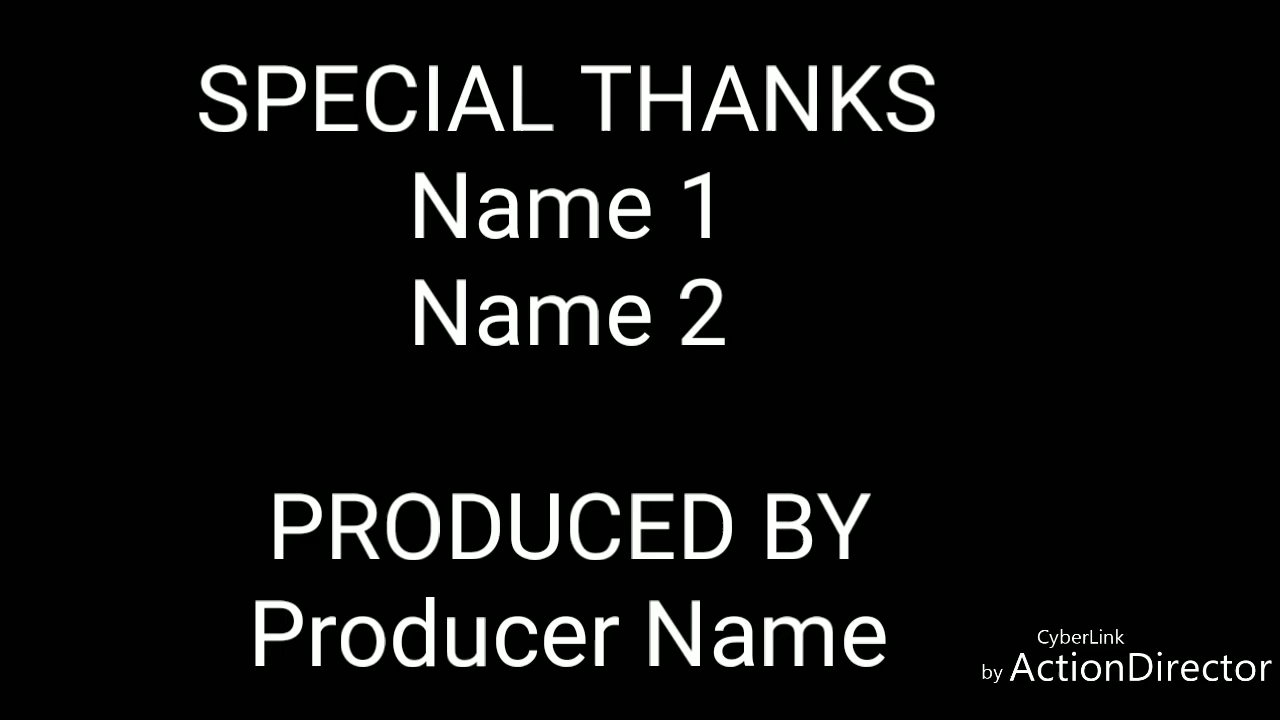 SPECIAL THANKS
Name 1
Name 2
PRODUCED BY
Producer Name
CyberLink
by ActionDirector